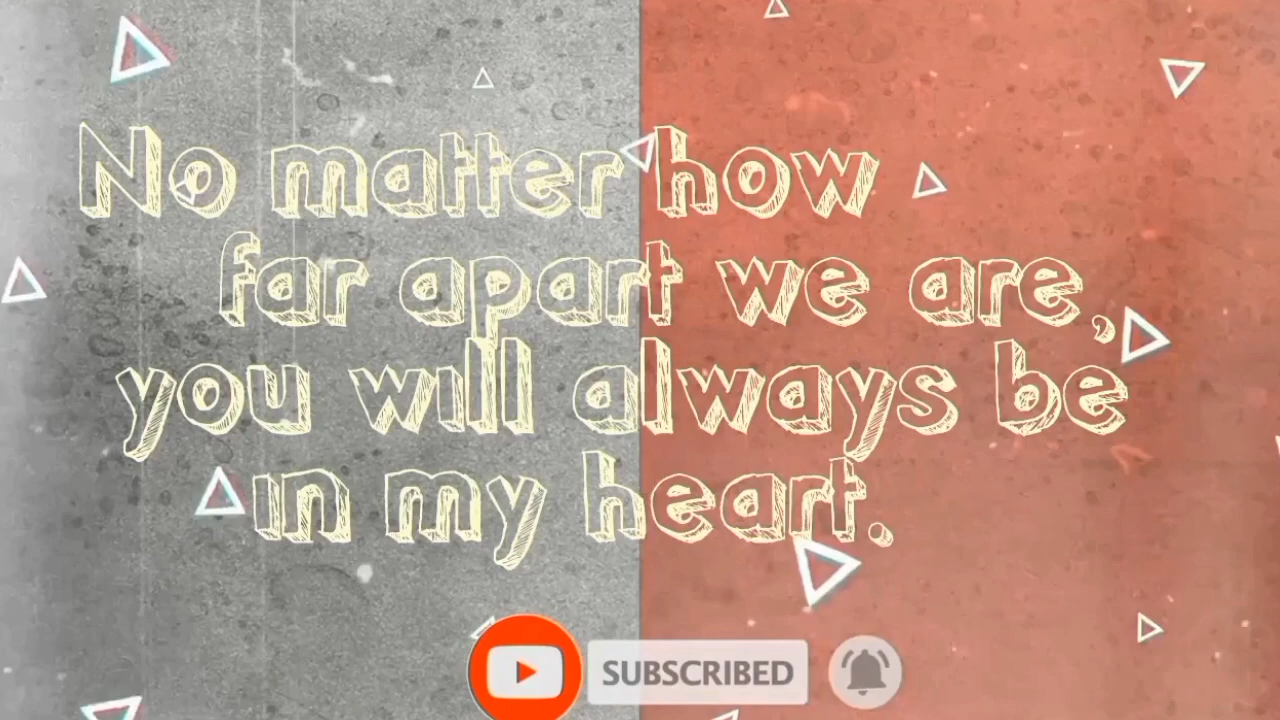 No matter how
far apart we are,
you will always be
in my heart.
SUBSCRIBED